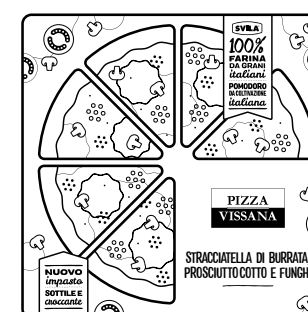 SVILA
100%
FARINA
DA GRANI
italiani
POMODORO
DA COLTIVAZIONE
italiana
PIZZA
VISSANA
STRACCIATELLA DI BURRATA
PROSCIUTTO COTTO E FUNGH
NUOVO
impasto
SOTTILE E
croccante